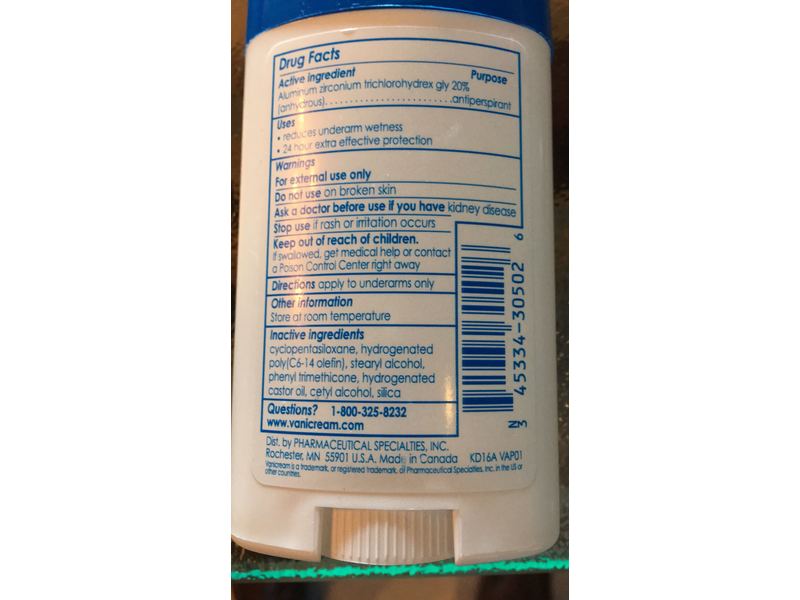 Drug Facts
Active ingredient Purpose
Aluminum zirconium trichlorohydrex gly 20%
(anhydrous)..........................antiperspirant
Uses
• reduces underarm wetness
• 24 hour extra effective protection
Warnings
For external use only
Do not use on broken skin
Ask a doctor before use if you have kidney disease
Stop use if rash or irritation occurs
Keep out of reach of children.
If swallowed, get medical help or contact
a Poison Control Center right away
Directions apply to underarms only
Other information
Store at room temperature
Inactive ingredients
cyclopentasiloxane, hydrogenated
poly(C6-14 olefin), stearyl alcohol,
phenyl trimethicone, hydrogenated
castor oil, cetyl alcohol, silica
Questions? 1-800-325-8232
www.vanicream.com
N
3 45334-30502 6
Dist. by PHARMACEUTICAL SPECIALTIES, INC.
Rochester, MN 55901 U.S.A. Made in Canada KD16A VAP01
Vanicream is a trademark, or registered trademark, of Pharmaceutical Specialties, Inc. in the US or
other countries.